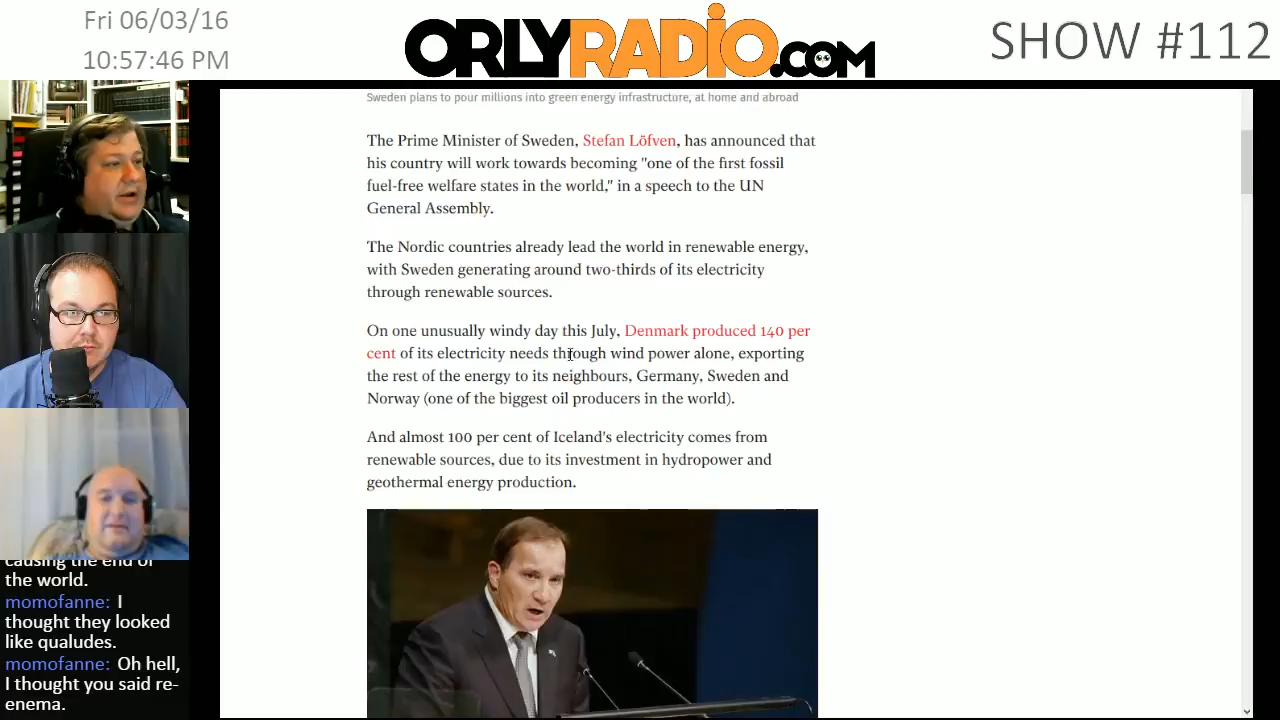 Fri 06/03/16
10:57:46 PM
ORLYRADIO.COM
SHOW #112
Sweden plans to pour millions into green energy infrastructure, at home and abroad
The Prime Minister of Sweden, Stefan Löfven, has announced that
his country will work towards becoming "one of the first fossil
fuel-free welfare states in the world," in a speech to the UN
General Assembly.
The Nordic countries already lead the world in renewable energy,
with Sweden generating around two-thirds of its electricity
through renewable sources.
On one unusually windy day this July, Denmark produced 140 per
cent of its electricity needs through wind power alone, exporting
the rest of the energy to its neighbours, Germany, Sweden and
Norway (one of the biggest oil producers in the world).
And almost 100 per cent of Iceland's electricity comes from
renewable sources, due to its investment in hydropower and
geothermal energy production.
causing the end of
the world.
momofanne: I
thought they looked
like qualudes.
momofanne: Oh hell,
I thought you said re-
enema.